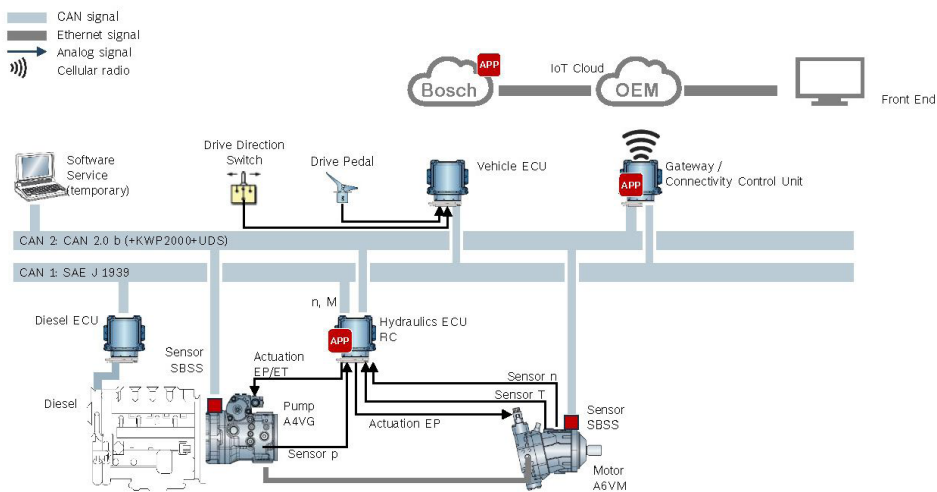 CAN signal
Ethernet signal
Analog signal
Cellular radio
APP
Bosch
IoT Cloud
OEM
Front End
Software
Service
(temporary)
Drive Direction
Switch
Drive Pedal
Vehicle ECU
APP
Gateway /
Connectivity Control Unit
CAN 2: CAN 2.0 b (+KWP2000+UDS)
CAN 1: SAE J 1939
n, M
Diesel ECU
APP
Hydraulics ECU
RC
Sensor
SBSS
Actuation
EP/ET
Diesel
Pump
A4VG
Sensor p
Actuation EP
Sensor n
Sensor T
Sensor
SBSS
Motor
A6VM